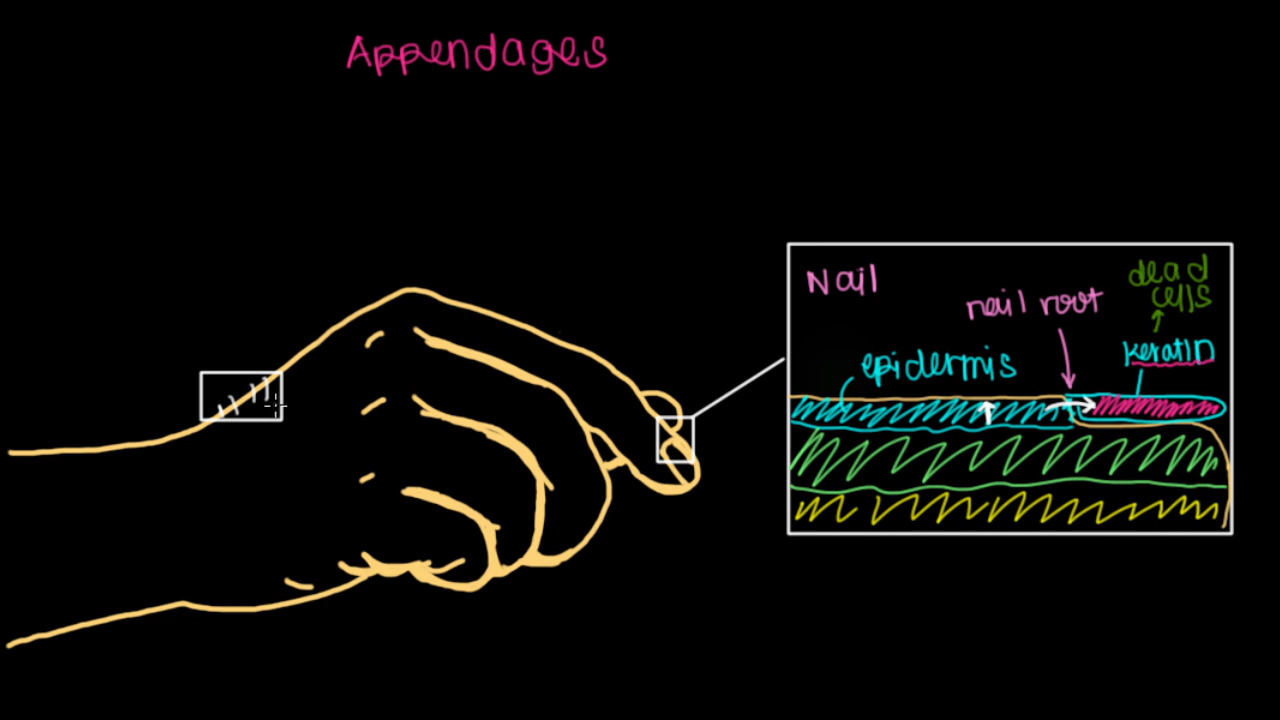 Appendages
Nail
dead
cells
nail root
keratin
epidermis